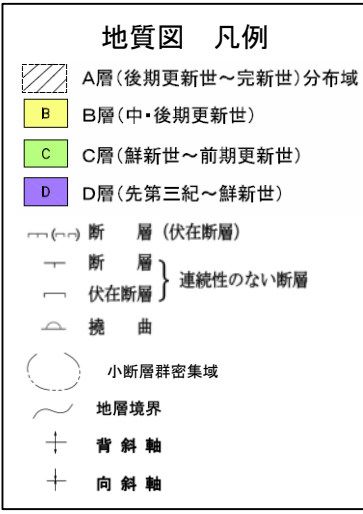 地質図 凡例
A層(後期更新世~完新世)分布域
B B層(中・後期更新世)
C C層(鮮新世~前期更新世)
D D層(先第三紀~鮮新世)
断 層 (伏在断層)
断 層
連続性のない断層
伏在断層
撓 曲
小断層群密集域
地層境界
背斜軸
向斜軸